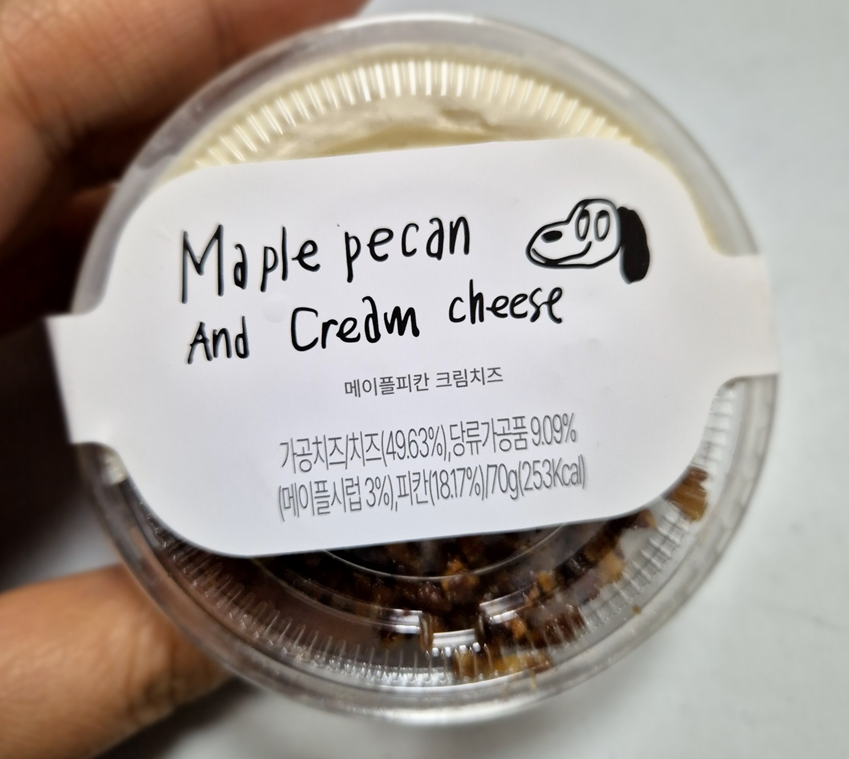 Maple pecan
And Cream cheese
메이플피칸 크림치즈
가공치즈/치즈(49.63%),당류가공품 9.09%
(메이플시럽 3%),피칸(18.17%)/70g(253Kcal)